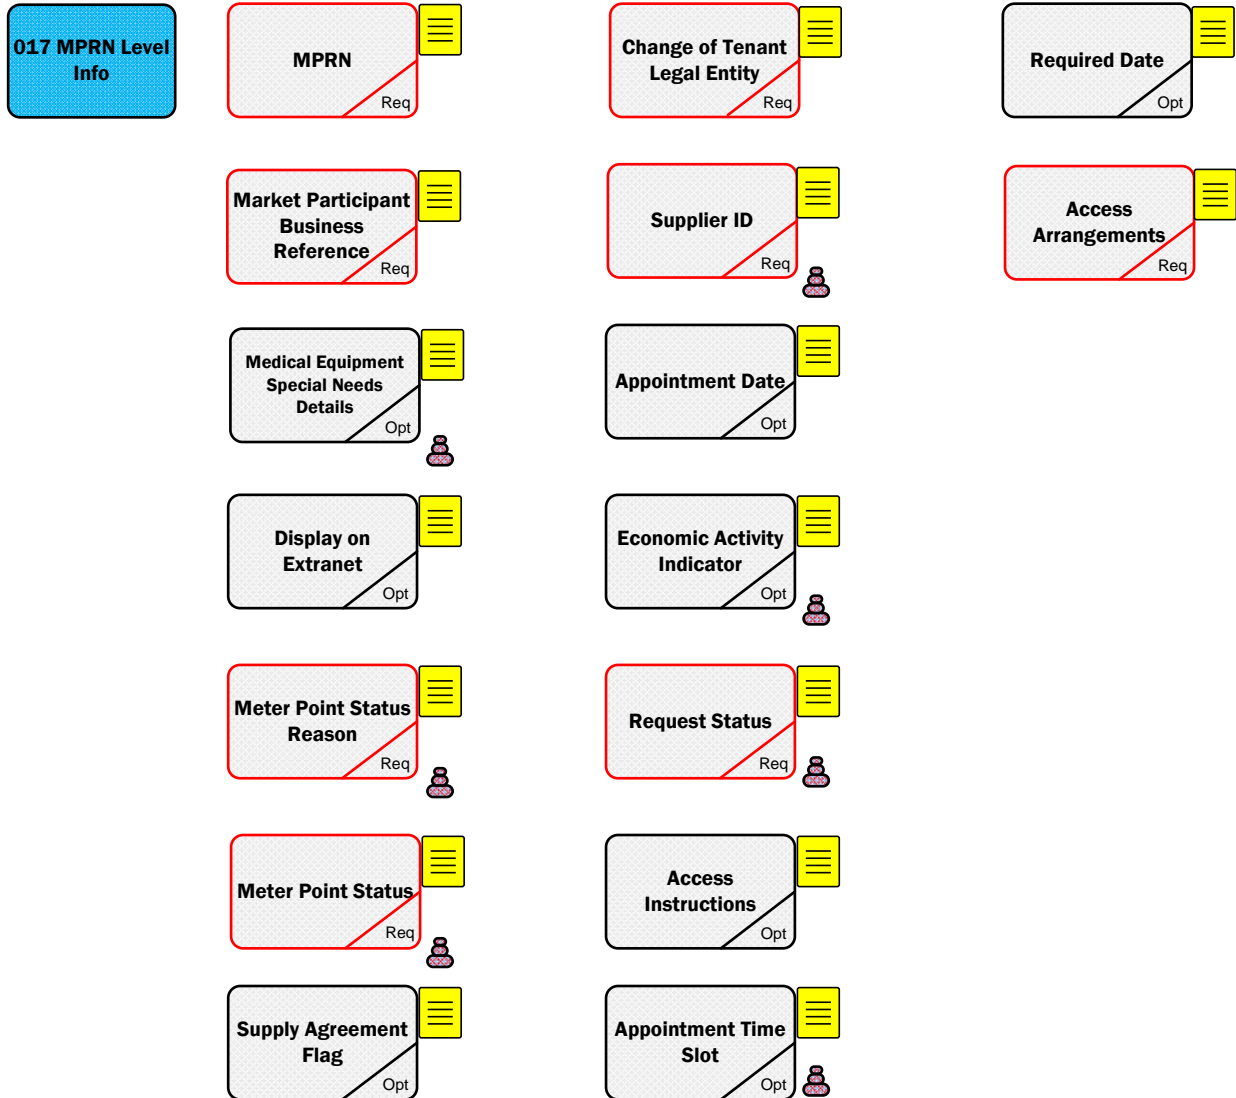 017 MPRN Level
Info
MPRN
Req
Change of Tenant
Legal Entity
Req
Required Date
Opt
Market Participant
Business
Reference
Req
Supplier ID
Req
Access
Arrangements
Req
Medical Equipment
Special Needs
Details
Opt
Appointment Date
Opt
Display on
Extranet
Opt
Economic Activity
Indicator
Opt
Meter Point Status
Reason
Req
Request Status
Req
Meter Point Status
Req
Access
Instructions
Opt
Supply Agreement
Flag
Opt
Appointment Time
Slot
Opt